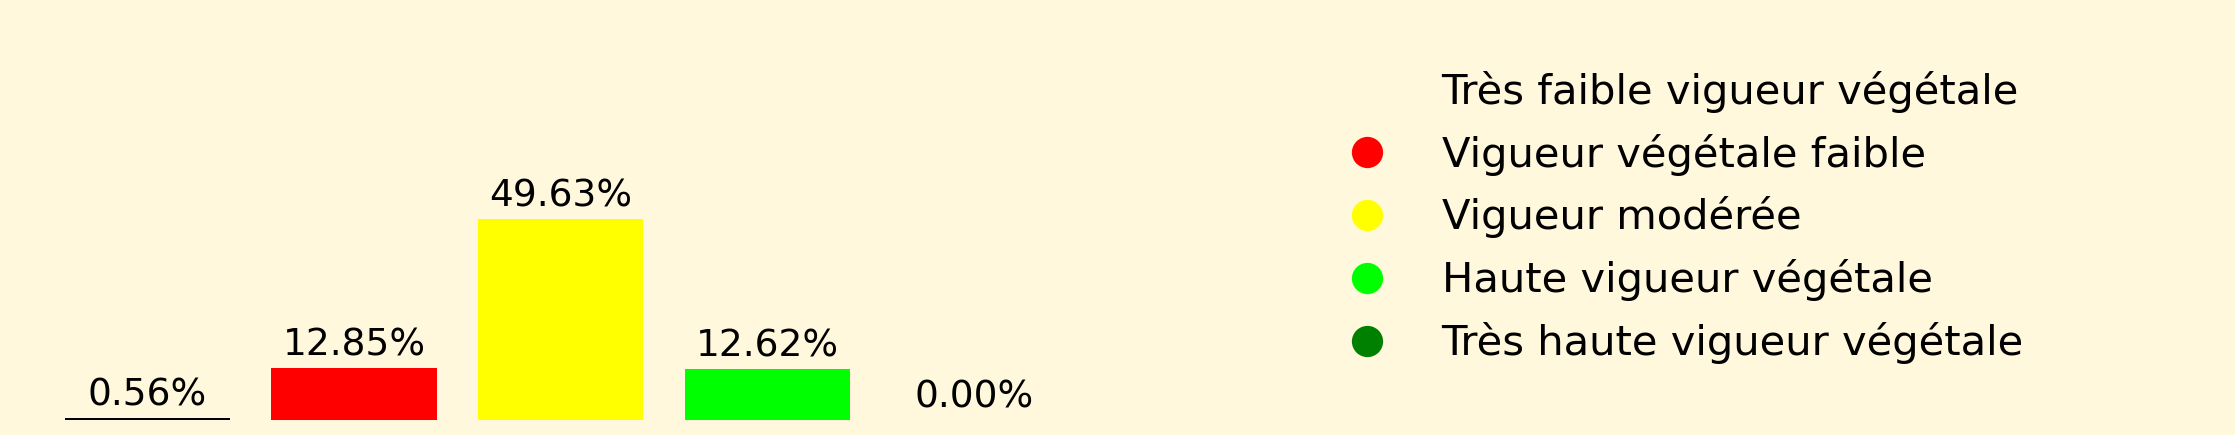 0.56%
12.85%
49.63%
12.62%
0.00%
Très faible vigueur végétale
Vigueur végétale faible
Vigueur modérée
Haute vigueur végétale
Très haute vigueur végétale